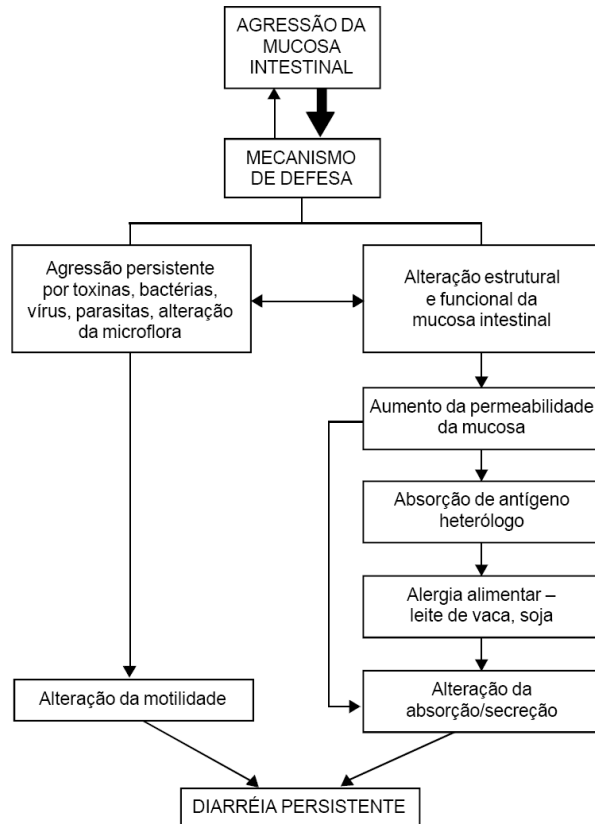 AGRESSÃO DA
MUCOSA
INTESTINAL
MECANISMO
DE DEFESA
Agressão persistente
por toxinas, bactérias,
vírus, parasitas, alteração
da microflora
Alteração estrutural
e funcional da
mucosa intestinal
Aumento da permeabilidade
da mucosa
Absorção de antígeno
heterólogo
Alergia alimentar –
leite de vaca, soja
Alteração da motilidade
Alteração da
absorção/secreção
DIARRÉIA PERSISTENTE